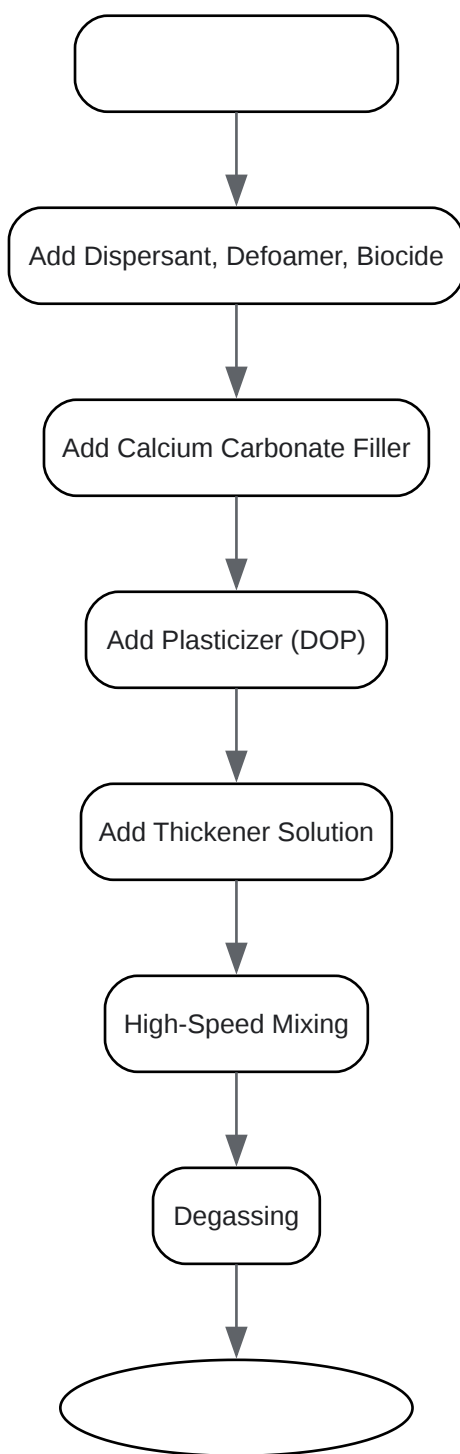 Add Dispersant, Defoamer, Biocide
Add Calcium Carbonate Filler
Add Plasticizer (DOP)
Add Thickener Solution
High-Speed Mixing
Degassing